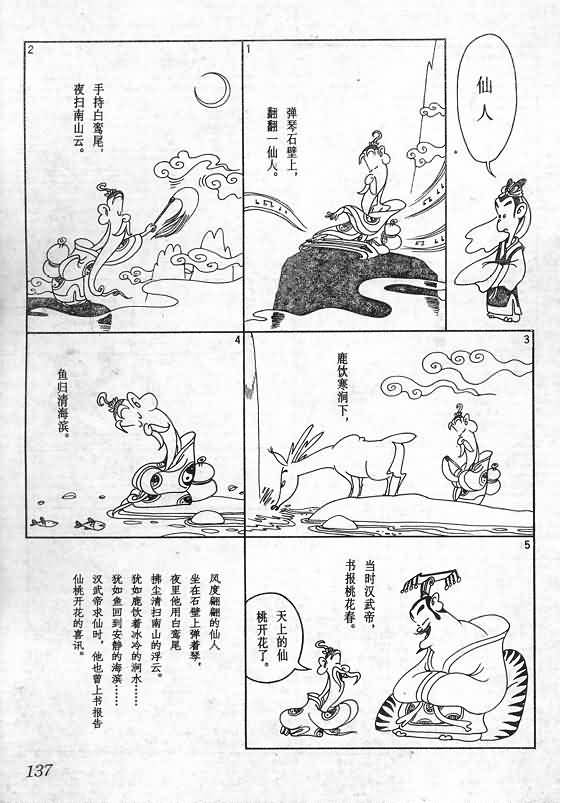 仙人
1
弹琴石壁上,
翻翻一仙人。
2
手持白鸾尾,
夜扫南山云。
3
鹿饮寒涧下,
4
鱼归清海滨。
5
当时汉武帝,
书报桃花春。
天上的仙
桃开花了。
风度翩翩的仙人
坐在石壁上弹着琴,
夜里他用白鸾尾
拂尘清扫南山的浮云。
犹如鹿饮着冰冷的涧水……
犹如鱼回到安静的海滨……
汉武帝求仙时,他也曾上书报告
仙桃开花的喜讯。
137